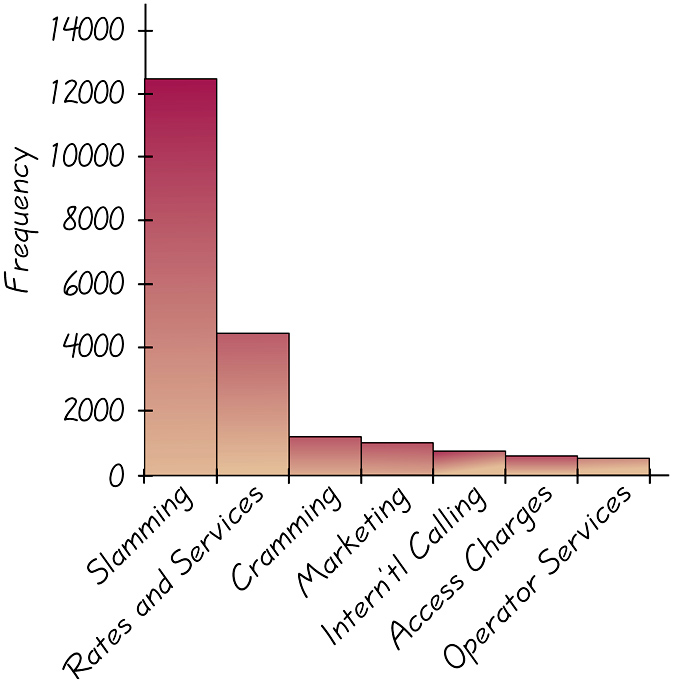 14000
12000
10000
8000
6000
4000
2000
0
Frequency
Slamming
Rates and Services
Cramming
Marketing
Intern'tl Calling
Access Charges
Operator Services